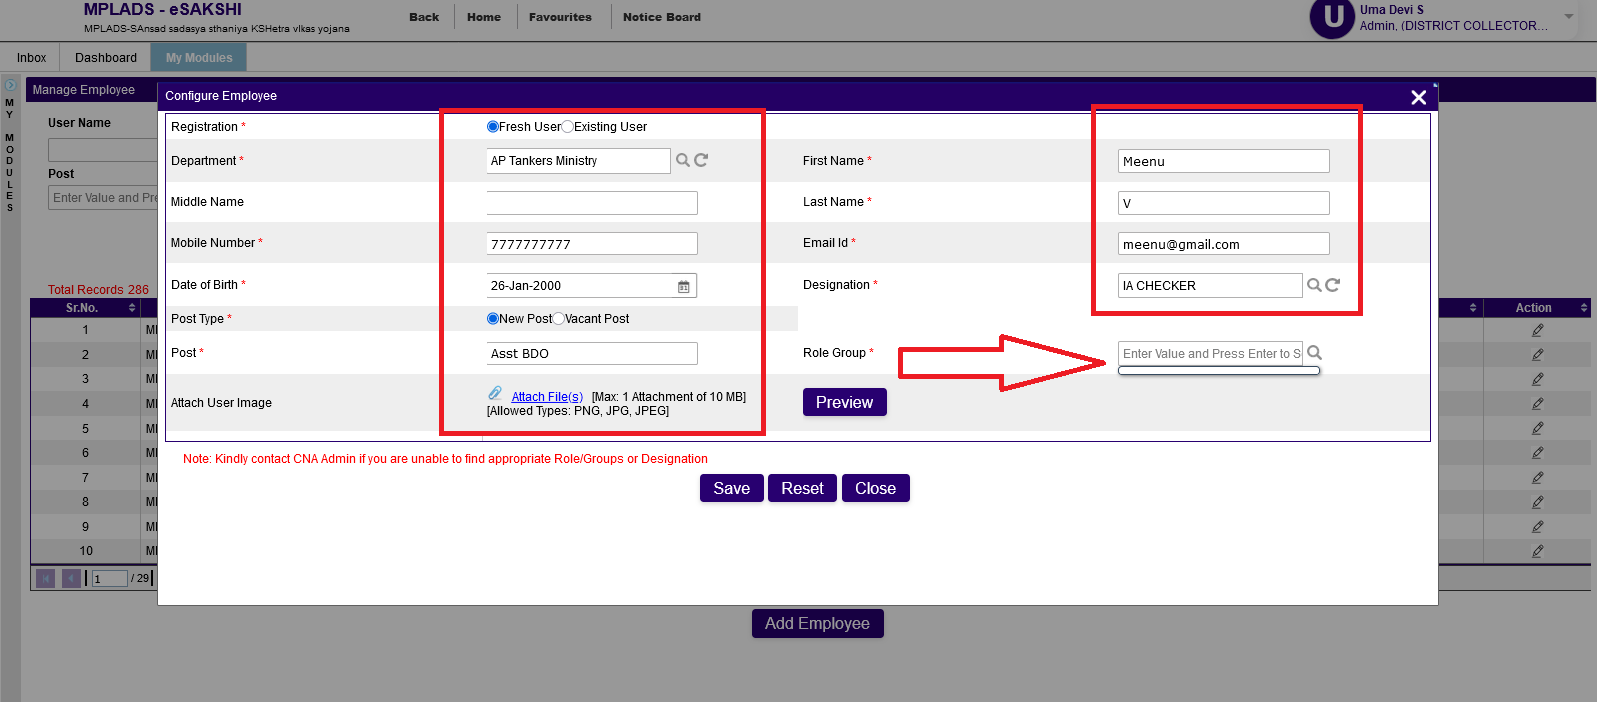 MPLADS - eSAKSHI
MPLADS-SAnsad sadasya sthaniya KSHetra vIkas yojana
Back Home Favourites Notice Board
U
Uma Devi S
Admin, (DISTRICT COLLECTOR...
Inbox Dashboard My Modules
MY MODULES
Manage Employee
User Name
Post
Enter Value and Pre
Total Records 286
Sr.No. Action
1 MI
2 MI
3 MI
4 MI
5 MI
6 MI
7 MI
8 MI
9 MI
10 MI
1 / 29
Configure Employee
Registration * Fresh User Existing User
Department * AP Tankers Ministry First Name * Meenu
Middle Name Last Name * V
Mobile Number * 7777777777 Email Id * meenu@gmail.com
Date of Birth * 26-Jan-2000 Designation * IA CHECKER
Post Type * New Post Vacant Post
Post * Asst BDO Role Group * Enter Value and Press Enter to S
Attach User Image Attach File(s) [Max: 1 Attachment of 10 MB]
[Allowed Types: PNG, JPG, JPEG]
Preview
Note: Kindly contact CNA Admin if you are unable to find appropriate Role/Groups or Designation
Save Reset Close
Add Employee